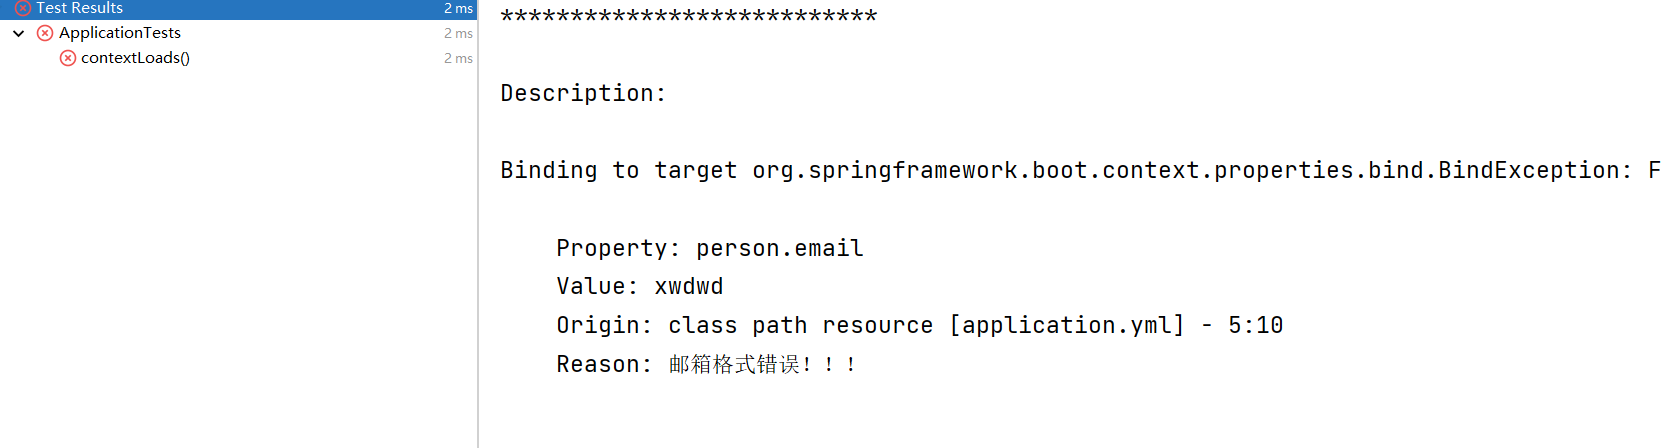 Test Results 2 ms
ApplicationTests 2 ms
contextLoads() 2 ms
***************************
Description:
Binding to target org.springframework.boot.context.properties.bind.BindException: F
Property: person.email
Value: xwdwd
Origin: class path resource [application.yml] - 5:10
Reason: 邮箱格式错误！！！